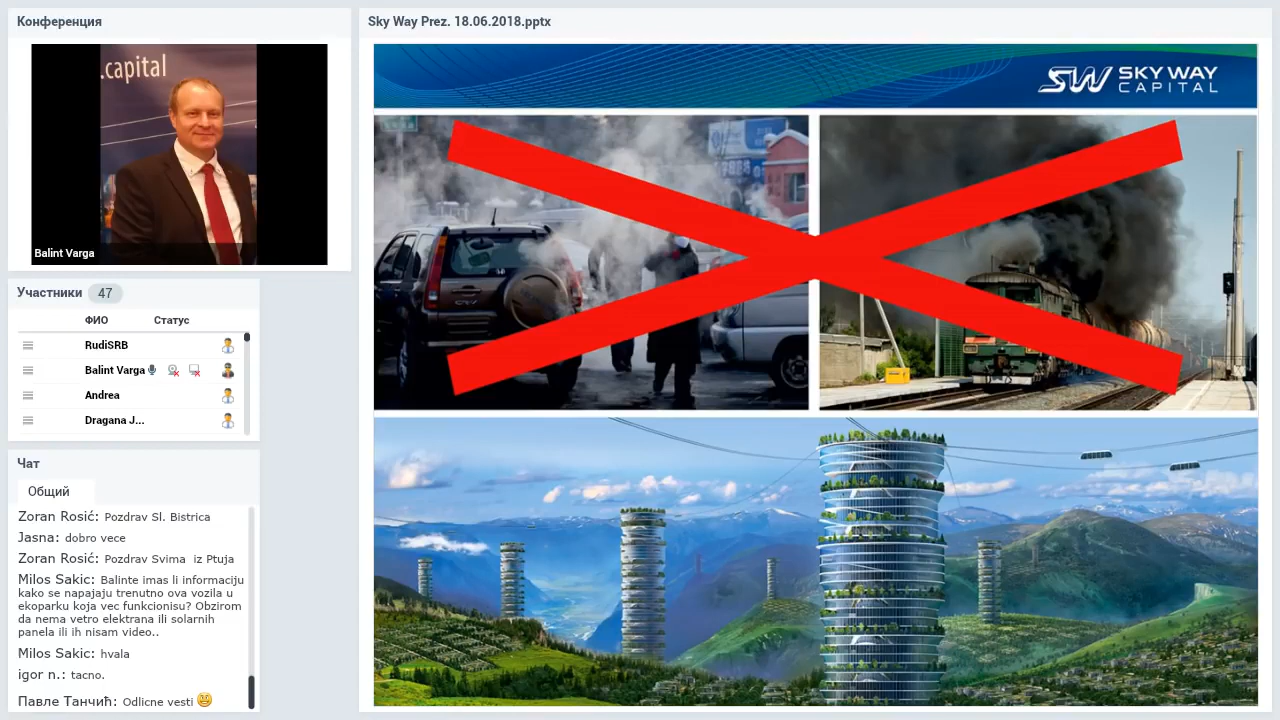 Конференция
Sky Way Prez. 18.06.2018.pptx
.capital
Balint Varga
SW SKY WAY
CAPITAL
CRV
Участники 47
ФИО Статус
RudiSRB
Balint Varga
Andrea
Dragana J...
Чат
Общий
Zoran Rosić: Pozdrav Sl. Bistrica
Jasna: dobro vece
Zoran Rosić: Pozdrav Svima iz Ptuja
Milos Sakic: Balinte imas li informaciju
kako se napajaju trenutno ova vozila u
ekoparku koja vec funkcionisu? Obzirom
da nema vetro elektrana ili solarnih
panela ili ih nisam video..
Milos Sakic: hvala
igor n.: tacno.
Павле Танчић: Odlicne vesti